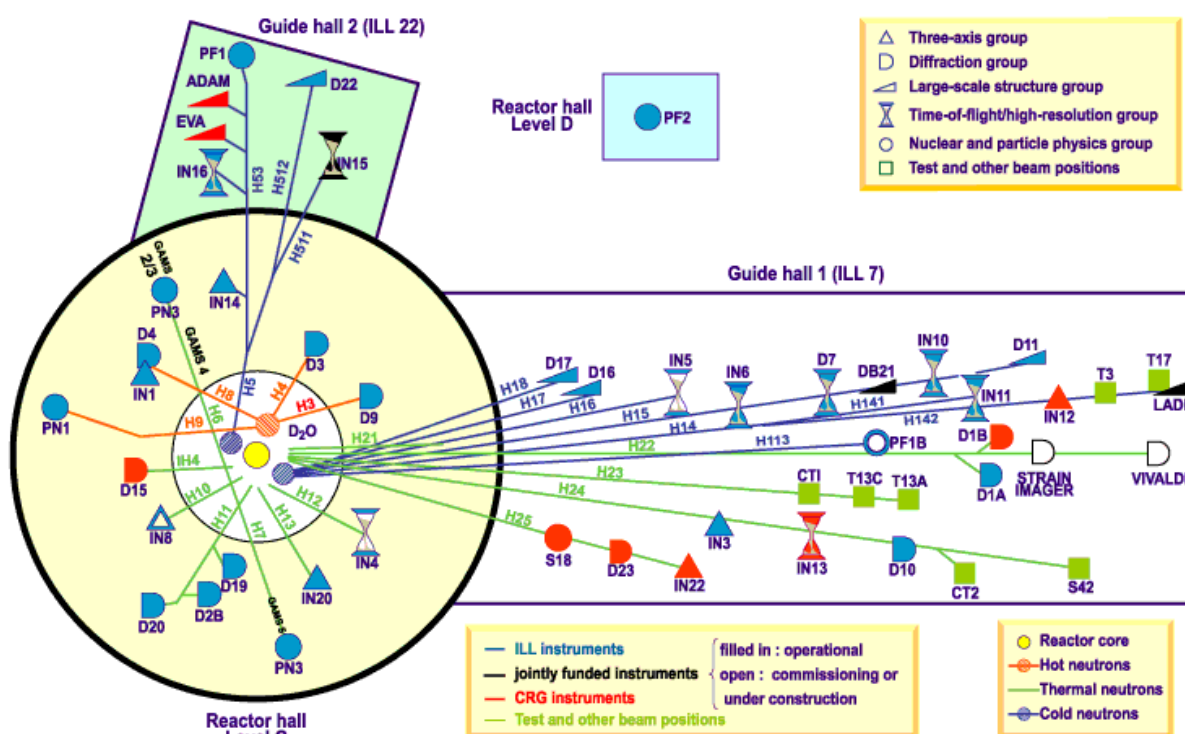 Guide hall 2 (ILL 22)
PF1
ADAM
D22
EVA
IN15
IN16
H53
H512
H511
Reactor hall
Level D
PF2
Three-axis group
Diffraction group
Large-scale structure group
Time-of-flight/high-resolution group
Nuclear and particle physics group
Test and other beam positions
Guide hall 1 (ILL 7)
GAMS
2/3
PN3
GAMS 4
IN14
D4
IN1
D3
D9
PN1
H8
H9
H6
H5
H4
H3
D2O
H21
D15
IH4
H10
IN8
H11
H7
H13
H12
IN4
D19
D2B
D20
IN20
GAMS 5
PN3
H18
H17
H16
H15
H14
H141
H142
H113
H22
H23
H24
H25
D17
D16
IN5
IN6
D7
DB21
IN10
D11
IN11
IN12
T3
T17
LADI
PF1B
D1B
D1A
STRAIN
IMAGER
VIVALDI
CTI
T13C
T13A
S18
D23
IN22
IN3
IN13
D10
CT2
S42
ILL instruments
jointly funded instruments
CRG instruments
Test and other beam positions
filled in : operational
open : commissioning or
under construction
Reactor core
Hot neutrons
Thermal neutrons
Cold neutrons
Reactor hall